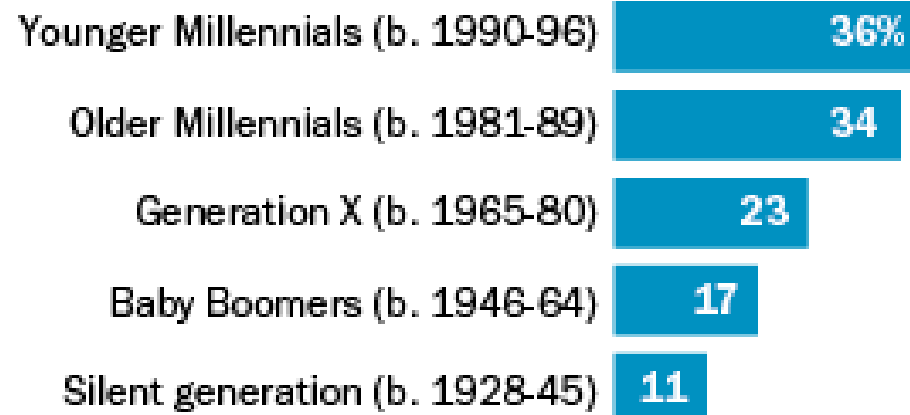 Younger Millennials (b. 1990-96) 36%
Older Millennials (b. 1981-89) 34
Generation X (b. 1965-80) 23
Baby Boomers (b. 1946-64) 17
Silent generation (b. 1928-45) 11